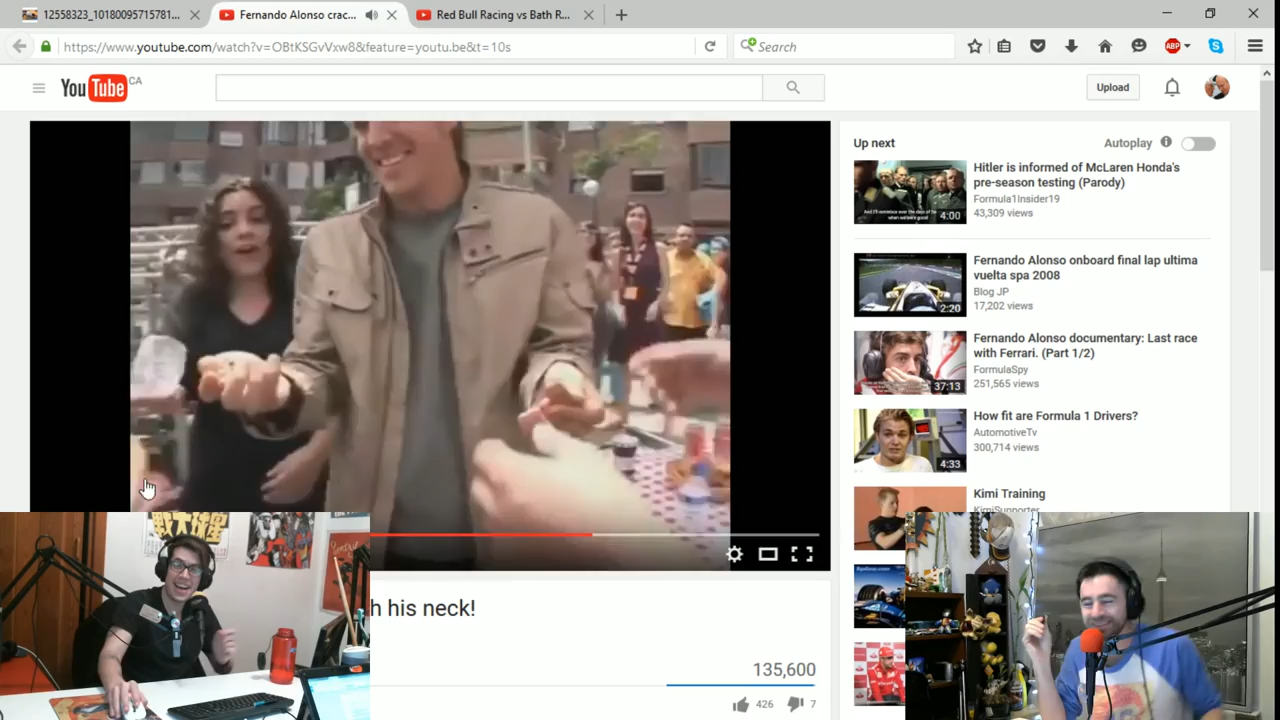 12558323_10180095715781...
Fernando Alonso crac...
Red Bull Racing vs Bath R...
https://www.youtube.com/watch?v=OBtKSGvVxw8&feature=youtu.be&t=10s
Search
ABP
YouTube CA
Upload
Up next
Autoplay
Hitler is informed of McLaren Honda's
pre-season testing (Parody)
Formula1Insider19
43,309 views
4:00
Fernando Alonso onboard final lap ultima
vuelta spa 2008
Blog JP
17,202 views
2:20
Fernando Alonso documentary: Last race
with Ferrari. (Part 1/2)
FormulaSpy
251,565 views
37:13
How fit are Formula 1 Drivers?
AutomotiveTv
300,714 views
4:33
Kimi Training
KimiSupporter
h his neck!
135,600
426
7